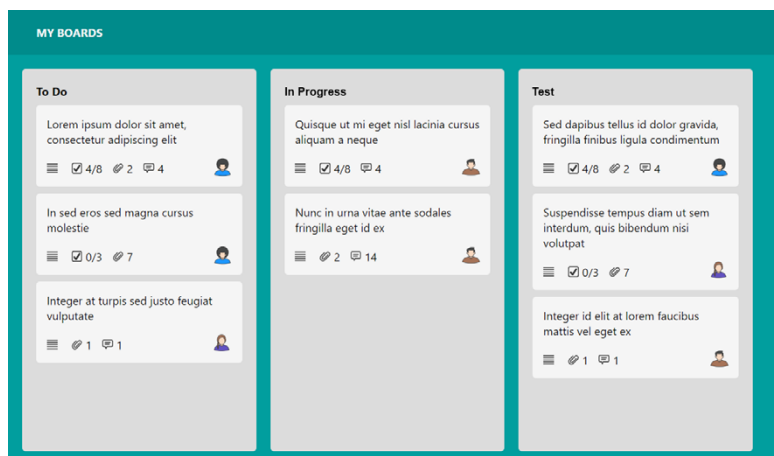 MY BOARDS
To Do
Lorem ipsum dolor sit amet,
consectetur adipiscing elit
4/8 2 4
In sed eros sed magna cursus
molestie
0/3 7
Integer at turpis sed justo feugiat
vulputate
1 1
In Progress
Quisque ut mi eget nisl lacinia cursus
aliquam a neque
4/8 4
Nunc in urna vitae ante sodales
fringilla eget id ex
2 14
Test
Sed dapibus tellus id dolor gravida,
fringilla finibus ligula condimentum
4/8 2 4
Suspendisse tempus diam ut sem
interdum, quis bibendum nisi
volutpat
0/3 7
Integer id elit at lorem faucibus
mattis vel eget ex
1 1